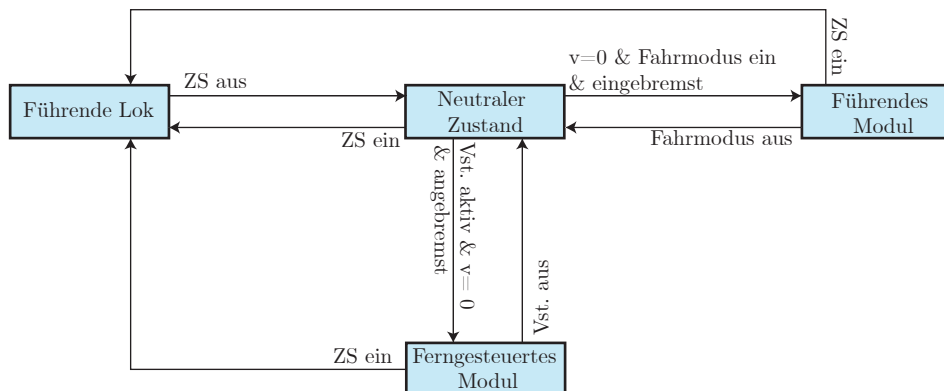 ZS ein
v=0 & Fahrmodus ein
& eingebremst
ZS aus
Führende Lok
Neutraler
Zustand
Führendes
Modul
ZS ein
Fahrmodus aus
Vst. aktiv & v= 0
& angebremst
Vst. aus
ZS ein
Ferngesteuertes
Modul